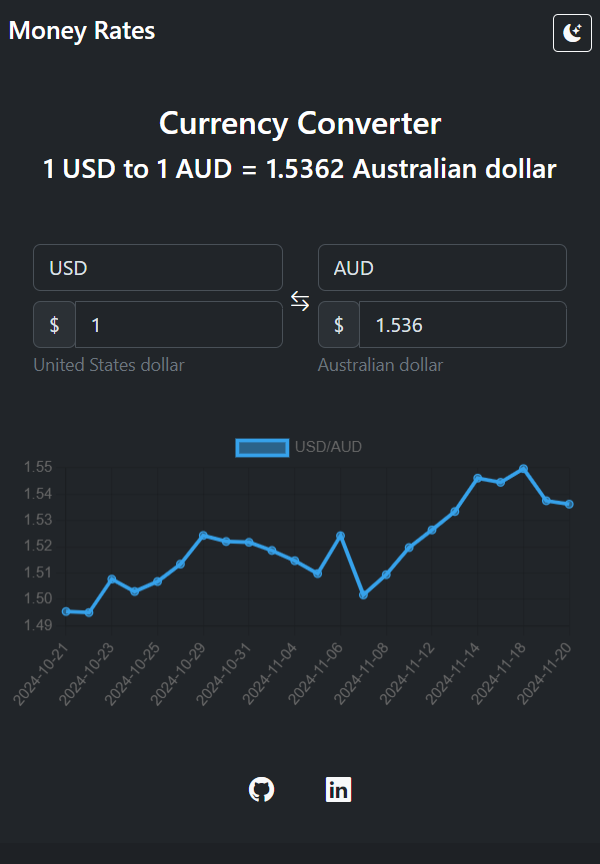 Money Rates
Currency Converter
1 USD to 1 AUD = 1.5362 Australian dollar
USD
AUD
$ 1
$ 1.536
United States dollar
Australian dollar
USD/AUD
1.55
1.54
1.53
1.52
1.51
1.50
1.49
2024-10-21
2024-10-23
2024-10-25
2024-10-29
2024-10-31
2024-11-04
2024-11-06
2024-11-08
2024-11-12
2024-11-14
2024-11-18
2024-11-20
in